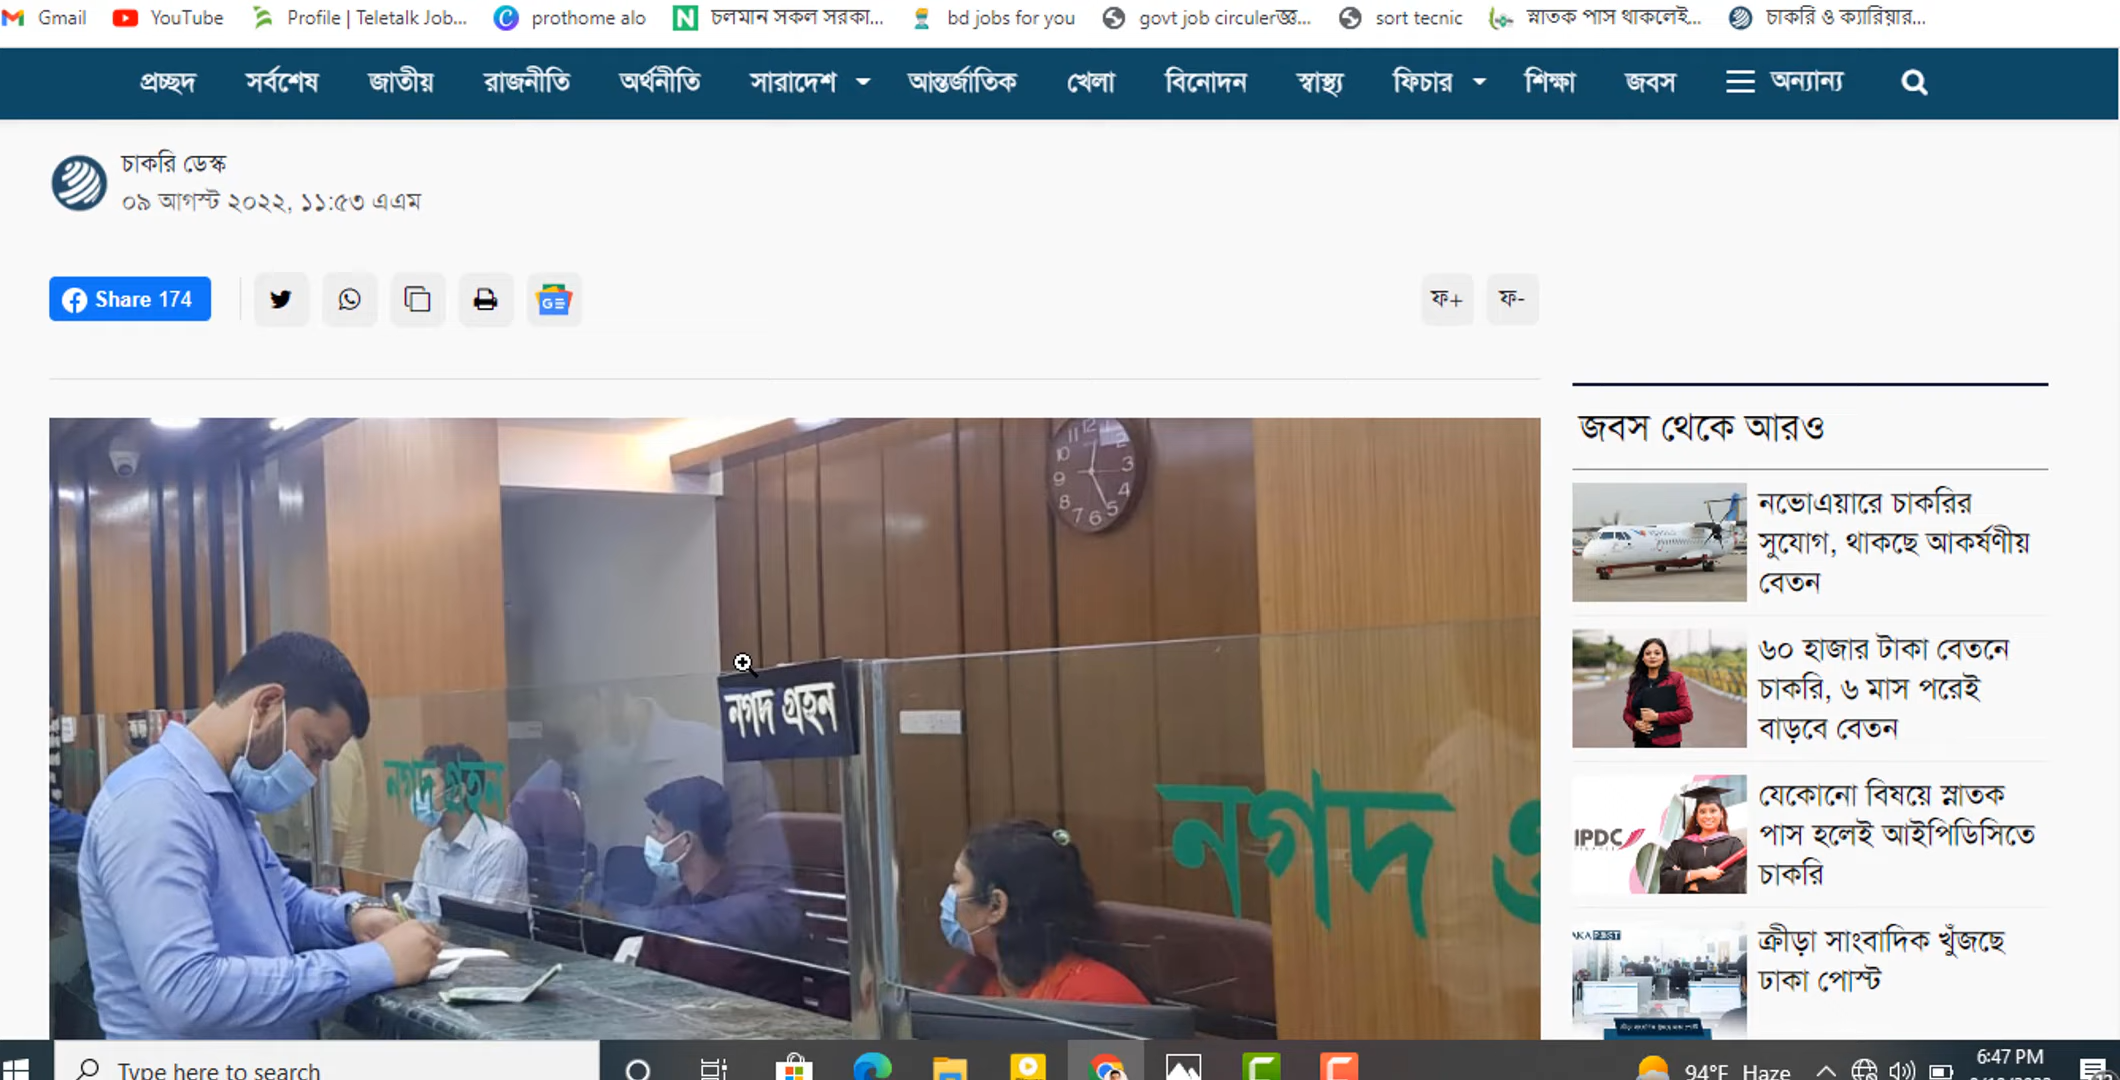 Gmail YouTube Profile | Teletalk Job... prothome alo চলমান সকল সরকা... bd jobs for you govt job circulerজ্ঞ... sort tecnic স্নাতক পাস থাকলেই... চাকরি ও ক্যারিয়ার...
প্রচ্ছদ সর্বশেষ জাতীয় রাজনীতি অর্থনীতি সারাদেশ আন্তর্জাতিক খেলা বিনোদন স্বাস্থ্য ফিচার শিক্ষা জবস অন্যান্য
চাকরি ডেস্ক
০৯ আগস্ট ২০২২, ১১:৫৩ এএম
Share 174 GE ফ+ ফ-
জবস থেকে আরও
নভোএয়ারে চাকরির
সুযোগ, থাকছে আকর্ষণীয়
বেতন
৬০ হাজার টাকা বেতনে
চাকরি, ৬ মাস পরেই
বাড়বে বেতন
যেকোনো বিষয়ে স্নাতক
পাস হলেই আইপিডিসিতে
চাকরি
IPDC
ক্রীড়া সাংবাদিক খুঁজছে
ঢাকা পোস্ট
নগদ গ্রহন
নগদ গ্রহন
নগদ
Type here to search
94°F Haze
6:47 PM